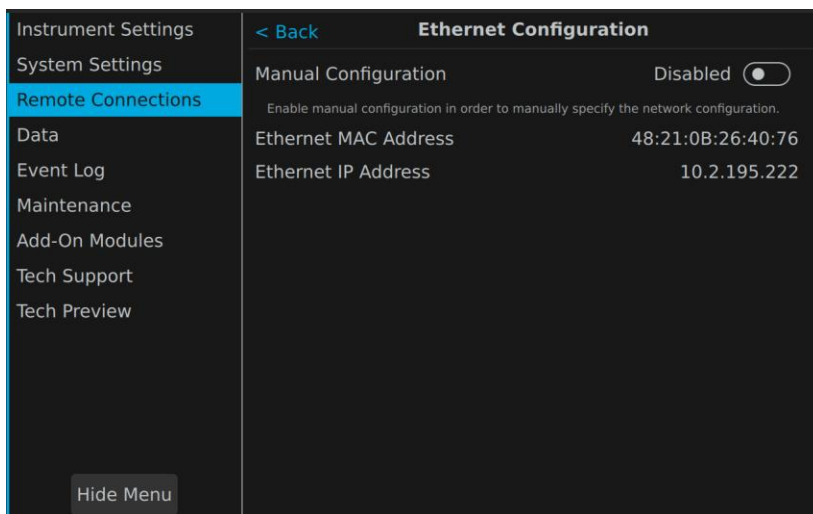 Instrument Settings
System Settings
Remote Connections
Data
Event Log
Maintenance
Add-On Modules
Tech Support
Tech Preview
Hide Menu
< Back
Ethernet Configuration
Manual Configuration Disabled
Enable manual configuration in order to manually specify the network configuration.
Ethernet MAC Address 48:21:0B:26:40:76
Ethernet IP Address 10.2.195.222